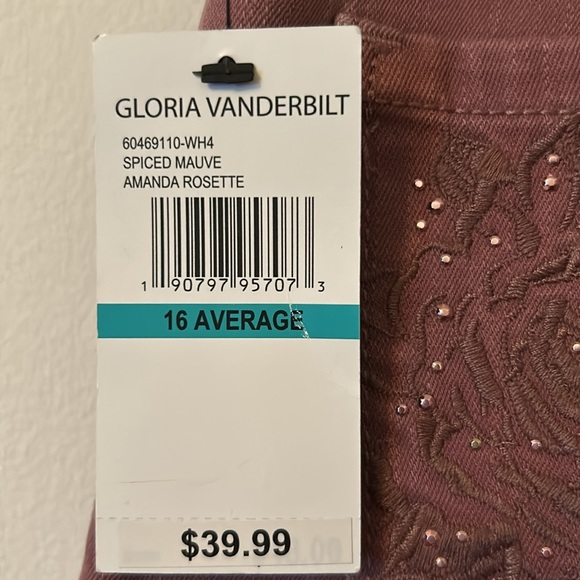 GLORIA VANDERBILT
60469110-WH4
SPICED MAUVE
AMANDA ROSETTE
1 90797 95707 3
16 AVERAGE
$39.99